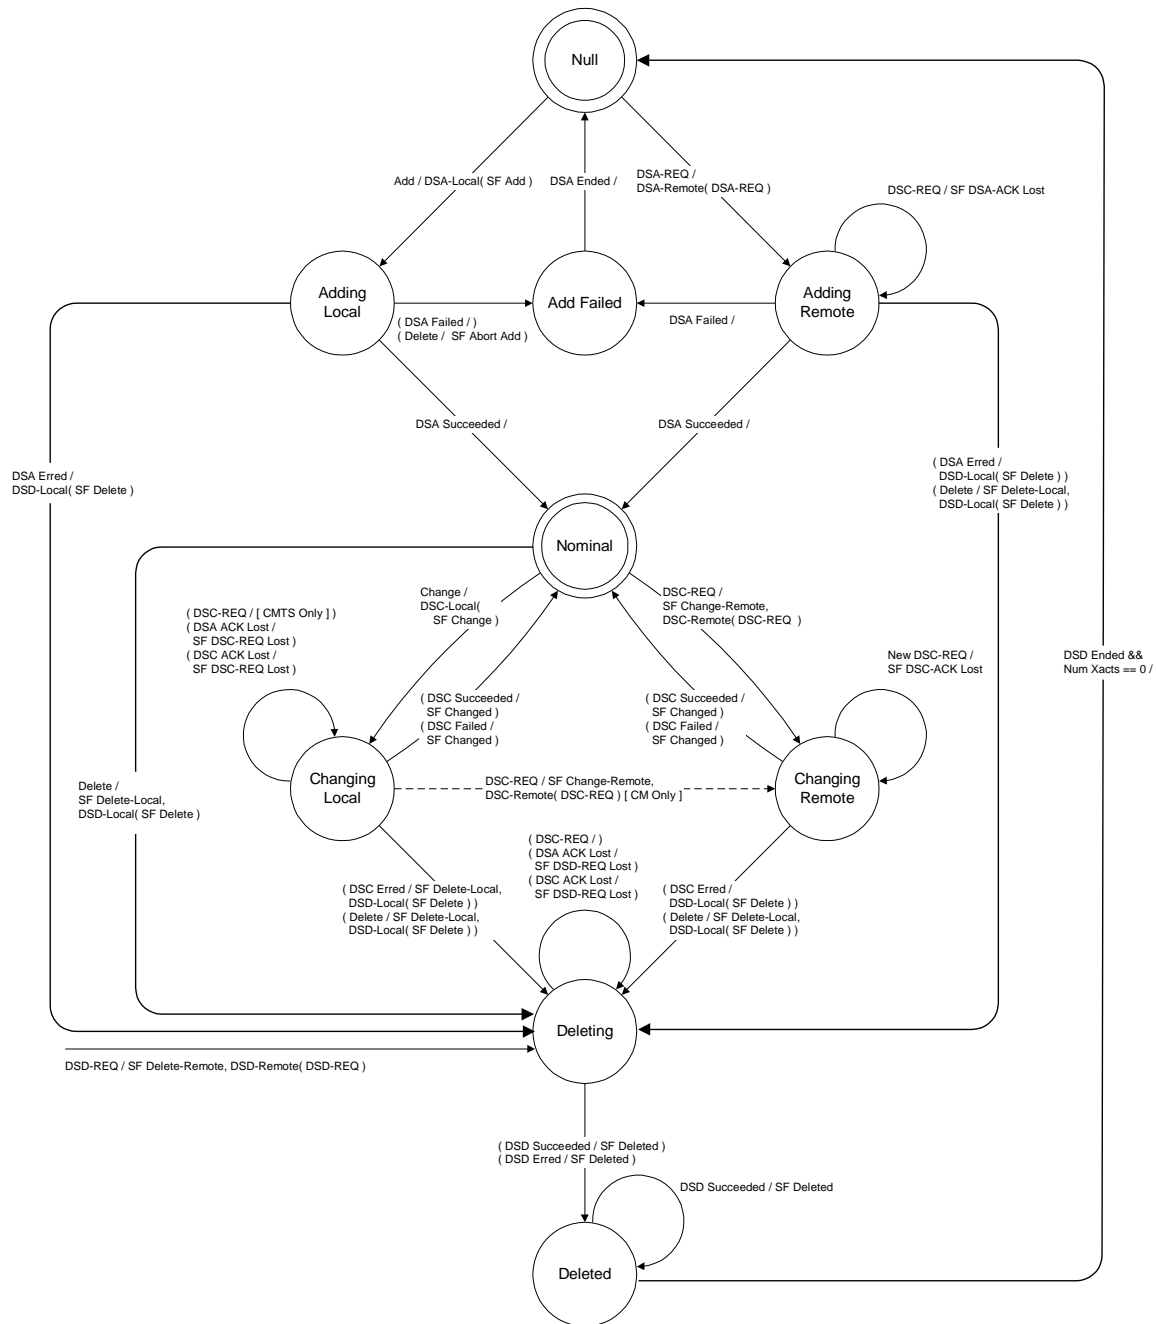 Null
Add / DSA-Local( SF Add )
DSA Ended /
DSA-REQ /
DSA-Remote( DSA-REQ )
DSC-REQ / SF DSA-ACK Lost
Adding
Local
Add Failed
Adding
Remote
( DSA Failed / )
( Delete / SF Abort Add )
DSA Failed /
DSA Succeeded /
DSA Succeeded /
DSA Erred /
DSD-Local( SF Delete )
( DSA Erred /
DSD-Local( SF Delete ) )
( Delete / SF Delete-Local,
DSD-Local( SF Delete ) )
Nominal
Change /
DSC-Local(
SF Change )
DSC-REQ /
SF Change-Remote,
DSC-Remote( DSC-REQ )
( DSC-REQ / [ CMTS Only ] )
( DSA ACK Lost /
SF DSC-REQ Lost )
( DSC ACK Lost /
SF DSC-REQ Lost )
New DSC-REQ /
SF DSC-ACK Lost
DSD Ended &&
Num Xacts == 0 /
( DSC Succeeded /
SF Changed )
( DSC Failed /
SF Changed )
( DSC Succeeded /
SF Changed )
( DSC Failed /
SF Changed )
Changing
Local
DSC-REQ / SF Change-Remote,
DSC-Remote( DSC-REQ ) [ CM Only ]
Changing
Remote
Delete /
SF Delete-Local,
DSD-Local( SF Delete )
( DSC-REQ / )
( DSA ACK Lost /
SF DSD-REQ Lost )
( DSC ACK Lost /
SF DSD-REQ Lost )
( DSC Erred / SF Delete-Local,
DSD-Local( SF Delete ) )
( Delete / SF Delete-Local,
DSD-Local( SF Delete ) )
( DSC Erred /
DSD-Local( SF Delete ) )
( Delete / SF Delete-Local,
DSD-Local( SF Delete ) )
Deleting
DSD-REQ / SF Delete-Remote, DSD-Remote( DSD-REQ )
( DSD Succeeded / SF Deleted )
( DSD Erred / SF Deleted )
DSD Succeeded / SF Deleted
Deleted